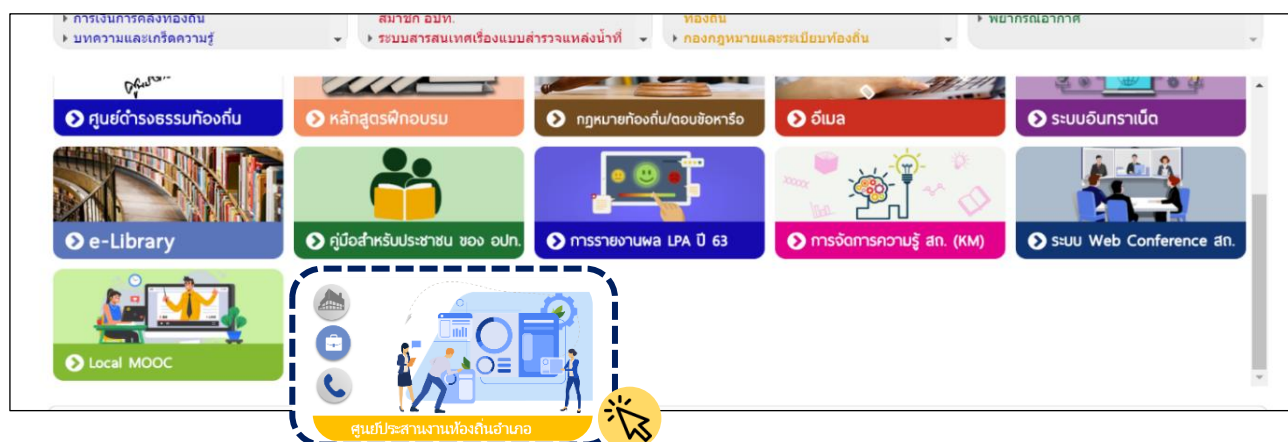 การเงินการคลังท้องถิ่น
บทความและเกร็ดความรู้
สมาชิก อปท.
ระบบสารสนเทศเรื่องแบบสำรวจแหล่งน้ำที่
ท้องถิ่น
กองกฎหมายและระเบียบท้องถิ่น
พยากรณ์อากาศ
ศูนย์ดำรงธรรมท้องถิ่น
หลักสูตรฝึกอบรม
กฎหมายท้องถิ่น/ตอบข้อหารือ
อีเมล
ระบบอินทราเน็ต
e-Library
คู่มือสำหรับประชาชน ของ อปท.
การรายงานผล LPA ปี 63
การจัดการความรู้ สถ. (KM)
ระบบ Web Conference สถ.
Local MOOC
ศูนย์ประสานงานท้องถิ่นอำเภอ